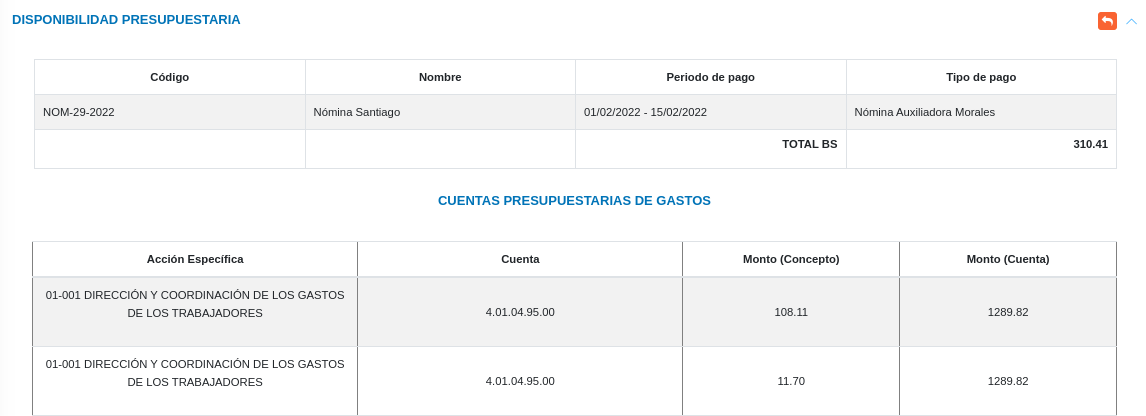 DISPONIBILIDAD PRESUPUESTARIA
Código Nombre Periodo de pago Tipo de pago
NOM-29-2022 Nómina Santiago 01/02/2022 - 15/02/2022 Nómina Auxiliadora Morales
TOTAL BS 310.41
CUENTAS PRESUPUESTARIAS DE GASTOS
Acción Específica Cuenta Monto (Concepto) Monto (Cuenta)
01-001 DIRECCIÓN Y COORDINACIÓN DE LOS GASTOS
DE LOS TRABAJADORES 4.01.04.95.00 108.11 1289.82
01-001 DIRECCIÓN Y COORDINACIÓN DE LOS GASTOS
DE LOS TRABAJADORES 4.01.04.95.00 11.70 1289.82